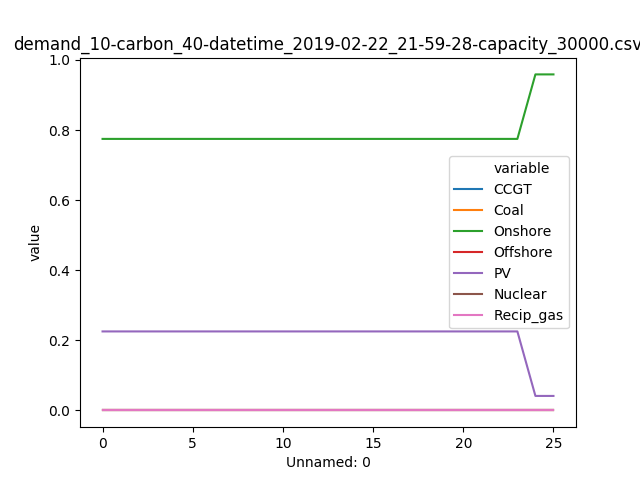 demand_10-carbon_40-datetime_2019-02-22_21-59-28-capacity_30000.csv
1.0
0.8
0.6
0.4
0.2
0.0
value
variable
CCGT
Coal
Onshore
Offshore
PV
Nuclear
Recip_gas
0 5 10 15 20 25
Unnamed: 0